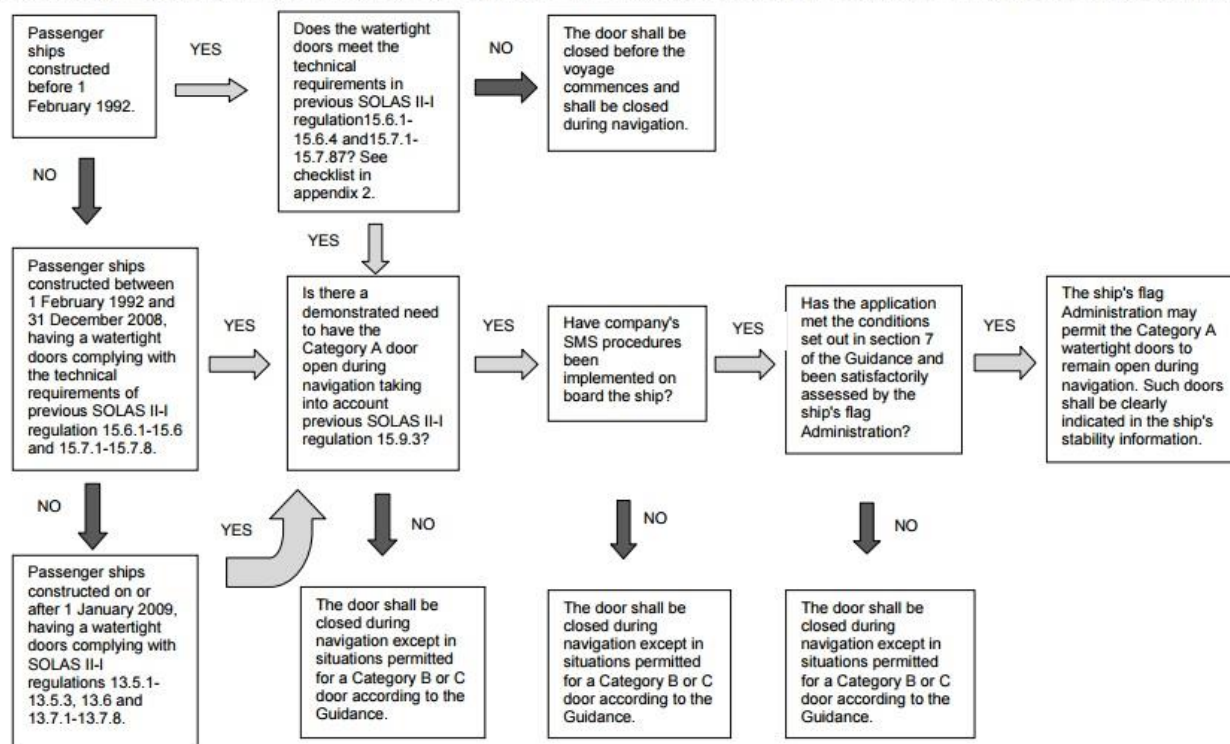 Passenger
ships
constructed
before 1
February 1992.
YES
Does the watertight
doors meet the
technical
requirements in
previous SOLAS II-I
regulation15.6.1-
15.6.4 and15.7.1-
15.7.87? See
checklist in
appendix 2.
NO
The door shall be
closed before the
voyage
commences and
shall be closed
during navigation.
NO
YES
Passenger ships
constructed between
1 February 1992 and
31 December 2008,
having a watertight
doors complying with
the technical
requirements of
previous SOLAS II-I
regulation 15.6.1-15.6
and 15.7.1-15.7.8.
YES
Is there a
demonstrated need
to have the
Category A door
open during
navigation taking
into account
previous SOLAS II-I
regulation 15.9.3?
YES
Have company's
SMS procedures
been
implemented on
board the ship?
YES
Has the application
met the conditions
set out in section 7
of the Guidance and
been satisfactorily
assessed by the
ship's flag
Administration?
YES
The ship's flag
Administration may
permit the Category A
watertight doors to
remain open during
navigation. Such doors
shall be clearly
indicated in the ship's
stability information.
NO
YES
NO
NO
NO
Passenger ships
constructed on or
after 1 January 2009,
having a watertight
doors complying with
SOLAS II-I
regulations 13.5.1-
13.5.3, 13.6 and
13.7.1-13.7.8.
The door shall be
closed during
navigation except in
situations permitted
for a Category B or C
door according to the
Guidance.
The door shall be
closed during
navigation except in
situations permitted
for a Category B or C
door according to the
Guidance.
The door shall be
closed during
navigation except in
situations permitted
for a Category B or C
door according to the
Guidance.